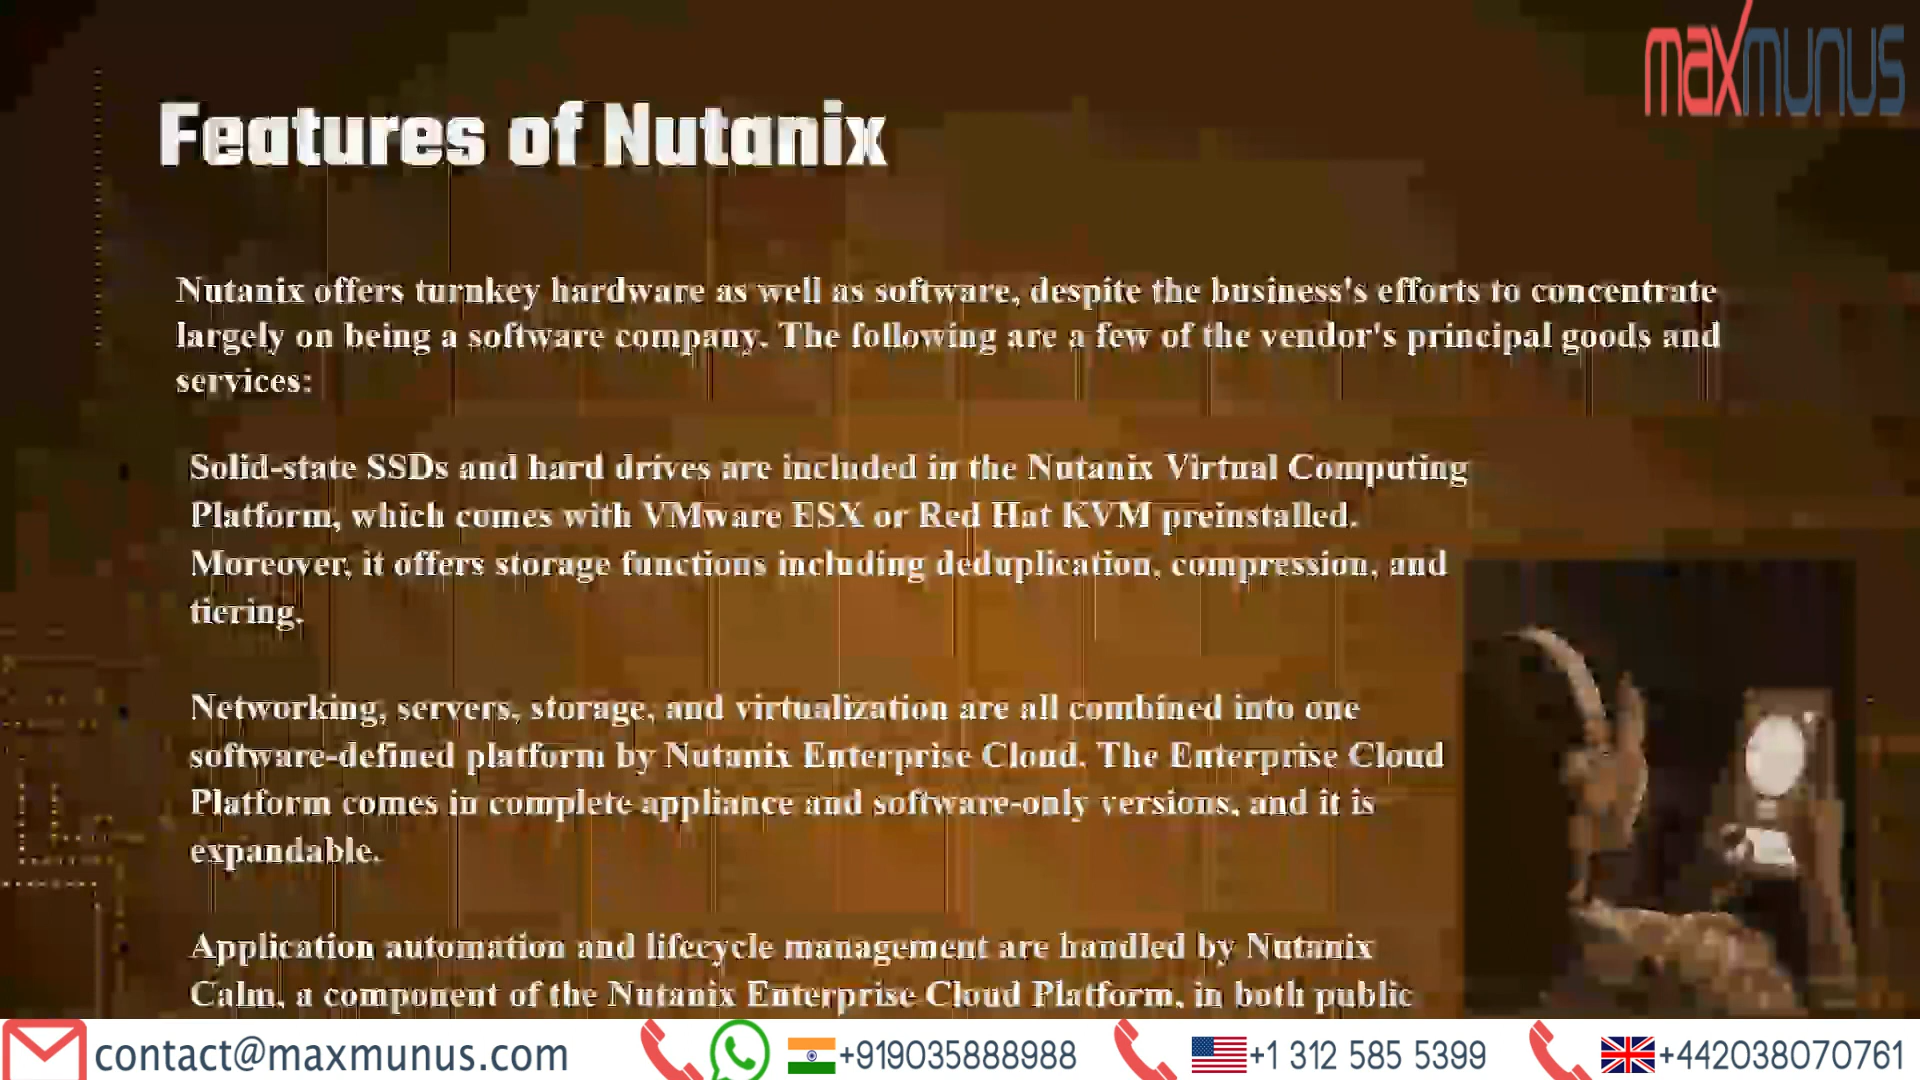 maxmunus
Features of Nutanix
Nutanix offers turnkey hardware as well as software, despite the business's efforts to concentrate
largely on being a software company. The following are a few of the vendor's principal goods and
services:
Solid-state SSDs and hard drives are included in the Nutanix Virtual Computing
Platform, which comes with VMware ESX or Red Hat KVM preinstalled.
Moreover, it offers storage functions including deduplication, compression, and
tiering.
Networking, servers, storage, and virtualization are all combined into one
software-defined platform by Nutanix Enterprise Cloud. The Enterprise Cloud
Platform comes in complete appliance and software-only versions, and it is
expandable.
Application automation and lifecycle management are handled by Nutanix
Calm, a component of the Nutanix Enterprise Cloud Platform, in both public
contact@maxmunus.com +919035888988 +1 312 585 5399 +442038070761